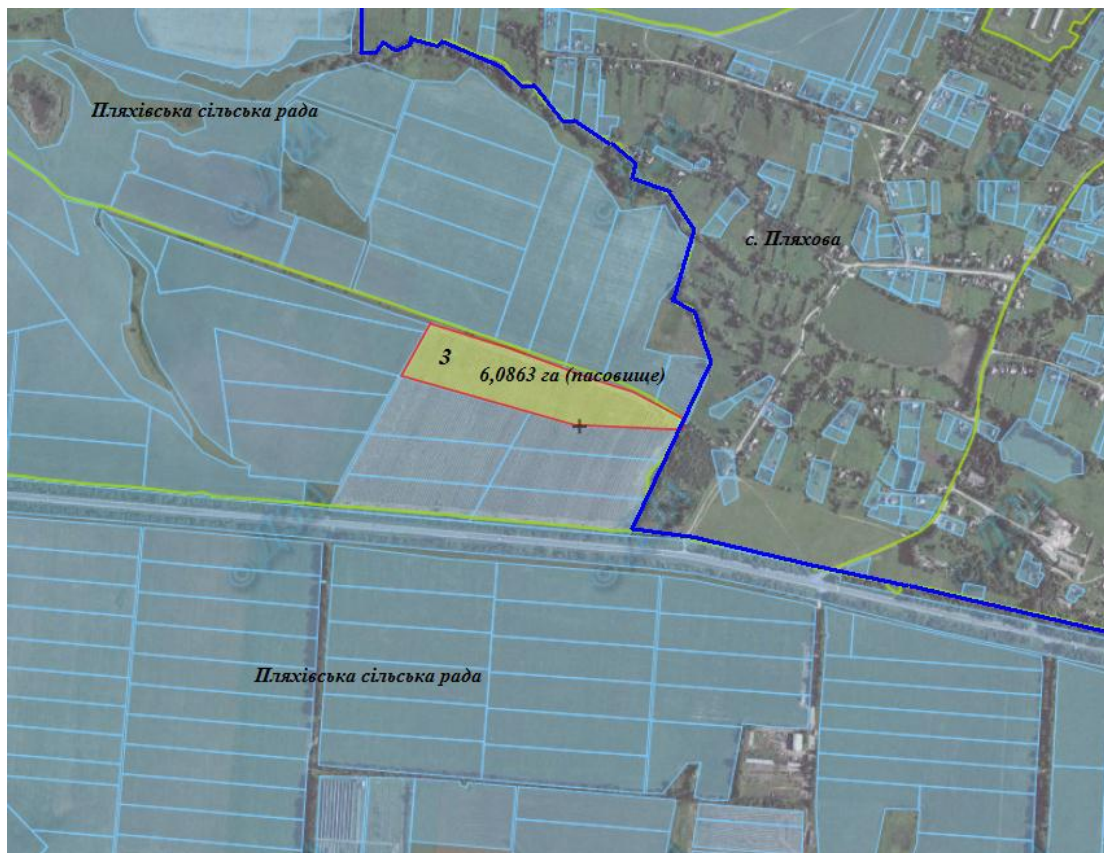 Пляхівська сільська рада
с. Пляхова
3
6,0863 га (пасовище)
Пляхівська сільська рада